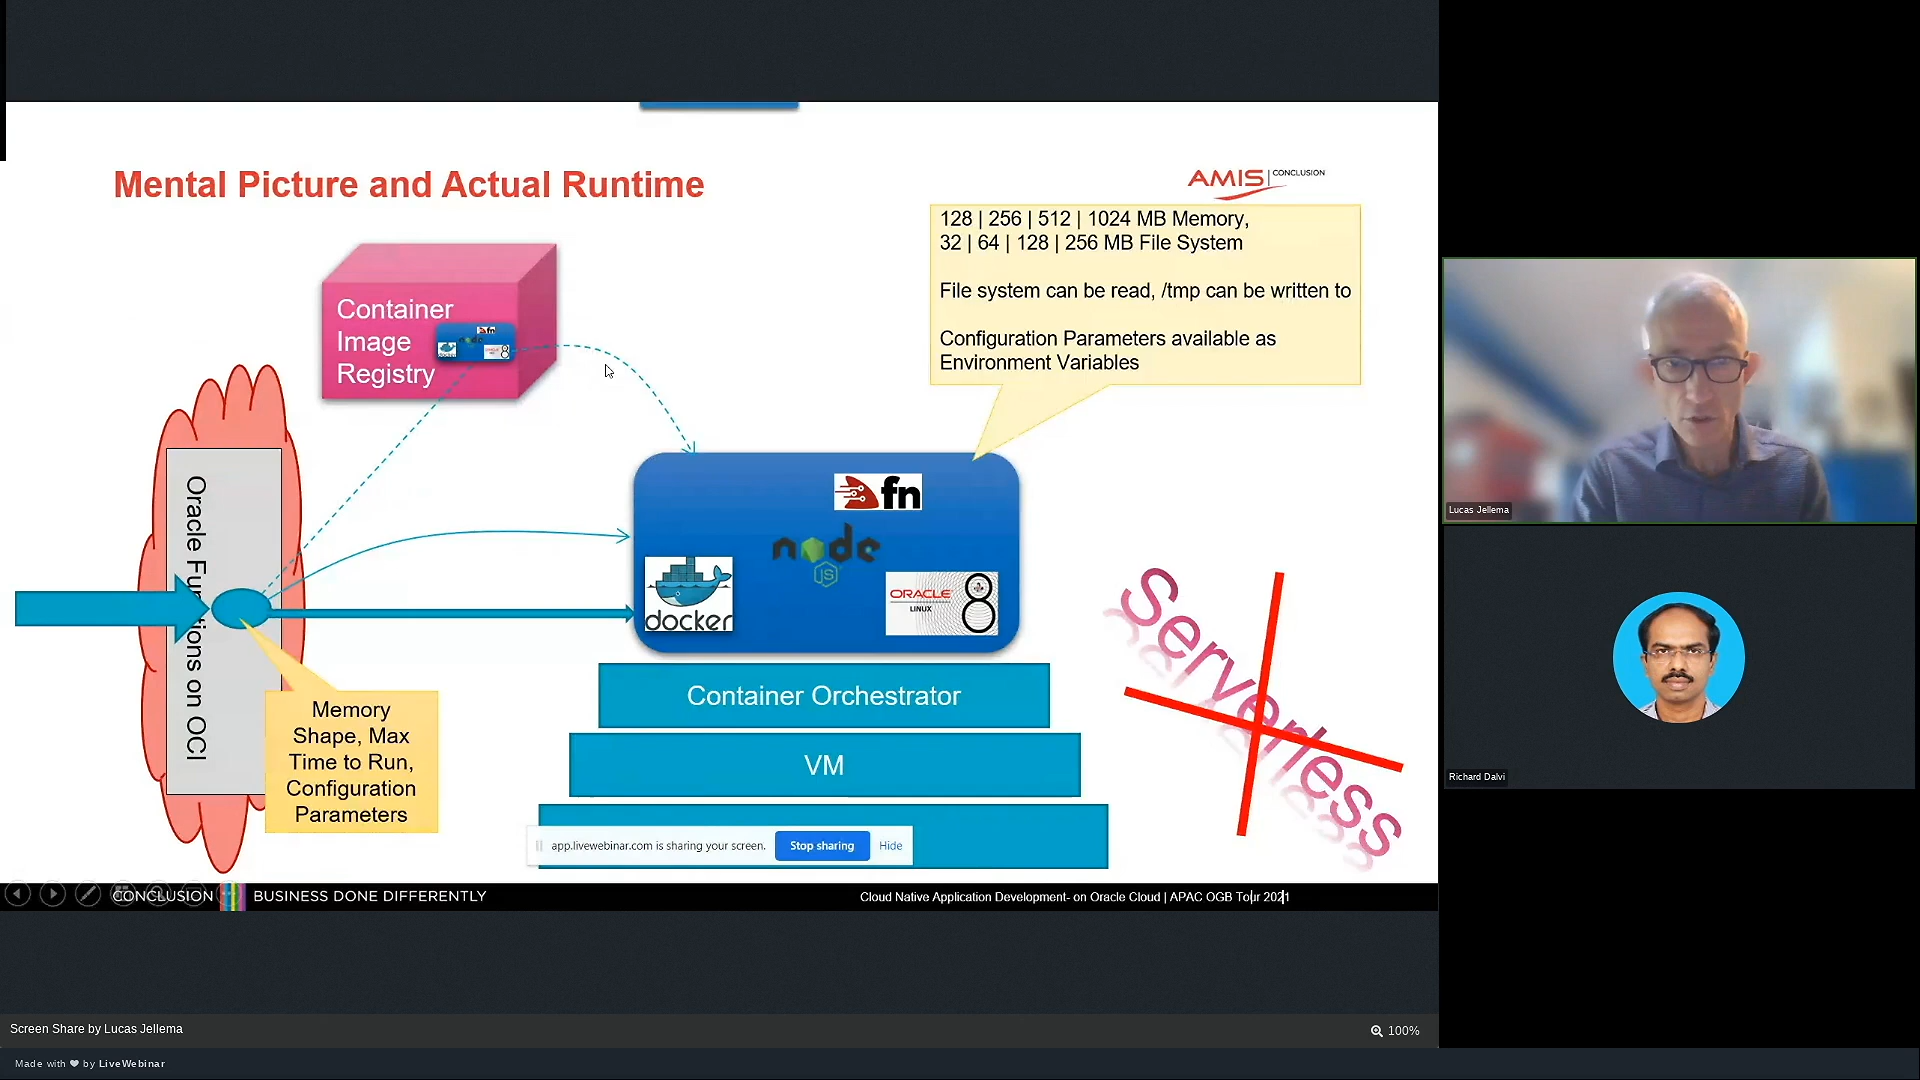 Mental Picture and Actual Runtime
AMIS | CONCLUSION
128 | 256 | 512 | 1024 MB Memory,
32 | 64 | 128 | 256 MB File System
File system can be read, /tmp can be written to
Configuration Parameters available as
Environment Variables
Container
Image
Registry
fn
node
8
fn
node
JS
docker
ORACLE
LINUX
8
Oracle Functions on OCI
Memory
Shape, Max
Time to Run,
Configuration
Parameters
Container Orchestrator
VM
Serverless
app.livewebinar.com is sharing your screen.
Stop sharing
Hide
CONCLUSION
BUSINESS DONE DIFFERENTLY
Cloud Native Application Development- on Oracle Cloud | APAC OGB Tour 2021
Lucas Jellema
Richard Dalvi
Screen Share by Lucas Jellema
100%
Made with ❤ by LiveWebinar